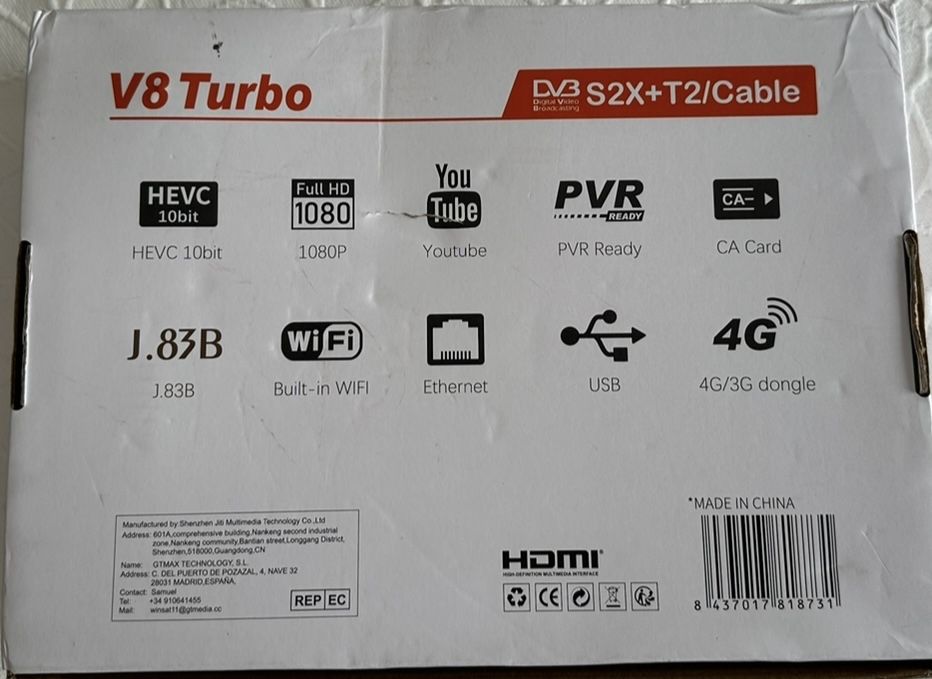 V8 Turbo
DVB Digital Video Broadcasting S2X+T2/Cable
HEVC 10bit
Full HD 1080
You Tube
PVR READY
CA
HEVC 10bit
1080P
Youtube
PVR Ready
CA Card
J.83B
WiFi
4G
J.83B
Built-in WIFI
Ethernet
USB
4G/3G dongle
Manufactured by:Shenzhen Jiti Multimedia Technology Co.,Ltd
Address: 601A,comprehensive building,Nankeng second industrial
zone,Nankeng community,Bantian street,Longgang District,
Shenzhen,518000,Guangdong,CN
Name: GTMAX TECHNOLOGY, S.L.
Address: C. DEL PUERTO DE POZAZAL, 4, NAVE 32
28031 MADRID,ESPAÑA,
Contact: Samuel
Tel: +34 910641455
Mail: winsat11@gtmedia.cc
REP EC
HDMI®
HIGH-DEFINITION MULTIMEDIA INTERFACE
CE
*MADE IN CHINA
8 437017 818731